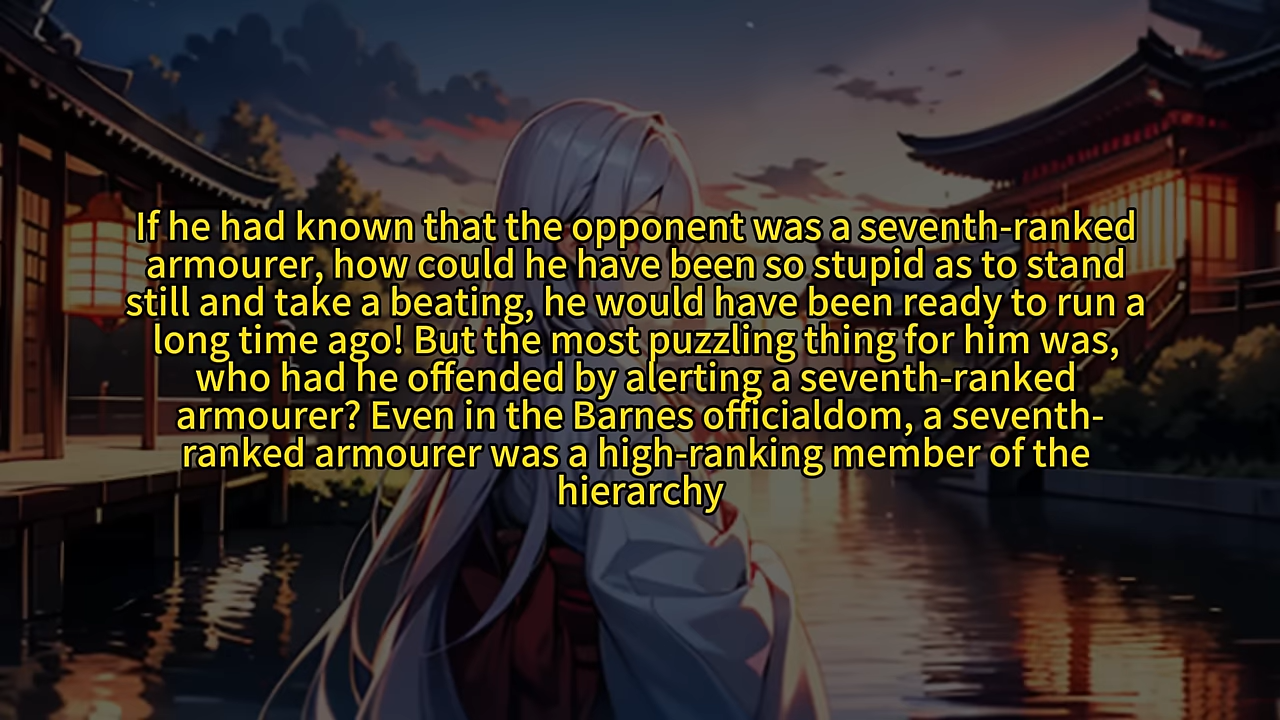 If he had known that the opponent was a seventh-ranked
armourer, how could he have been so stupid as to stand
still and take a beating, he would have been ready to run a
long time ago! But the most puzzling thing for him was,
who had he offended by alerting a seventh-ranked
armourer? Even in the Barnes officialdom, a seventh-
ranked armourer was a high-ranking member of the
hierarchy